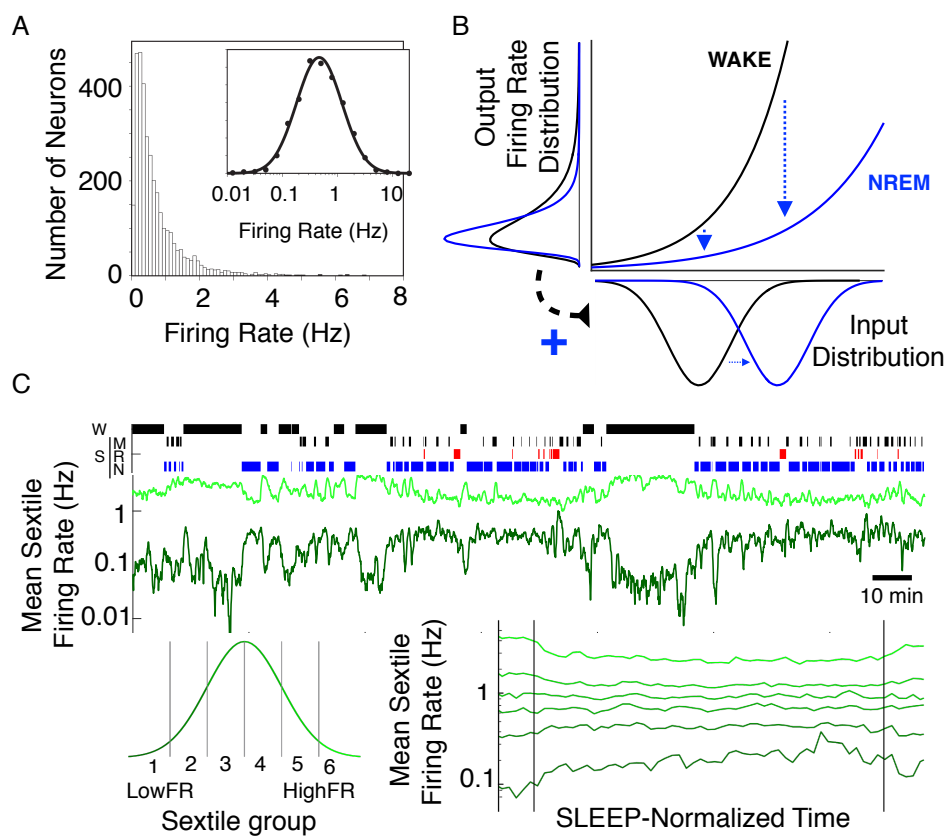 A
Number of Neurons
400
200
0
0 2 4 6 8
Firing Rate (Hz)
0.01 0.1 1 10
Firing Rate (Hz)
B
Output
Firing Rate
Distribution
WAKE
NREM
+
Input
Distribution
C
W
M
S R
N
Mean Sextile
Firing Rate (Hz)
1
0.1
0.01
10 min
1 2 3 4 5 6
LowFR HighFR
Sextile group
Mean Sextile
Firing Rate (Hz)
1
0.1
SLEEP-Normalized Time